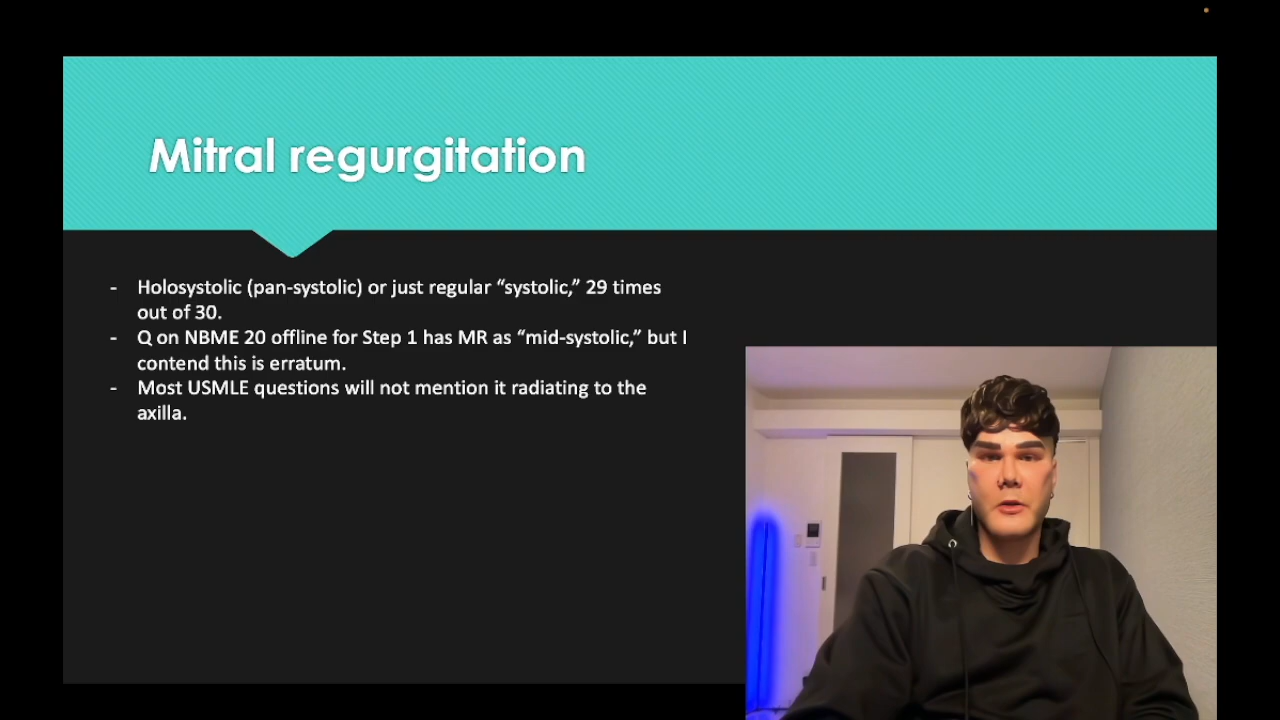 Mitral regurgitation
- Holosystolic (pan-systolic) or just regular “systolic,” 29 times
out of 30.
- Q on NBME 20 offline for Step 1 has MR as “mid-systolic,” but I
contend this is erratum.
- Most USMLE questions will not mention it radiating to the
axilla.